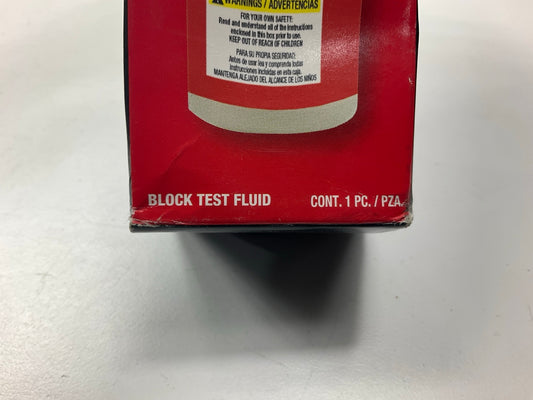 WARNINGS / ADVERTENCIAS
FOR YOUR OWN SAFETY:
Read and understand all of the instructions
enclosed in this box prior to use.
KEEP OUT OF REACH OF CHILDREN
PARA SU PROPIA SEGURIDAD:
Antes de usar lea y comprenda todas
instrucciones incluidas en esta caja.
MANTENGA ALEJADO DEL ALCANCE DE LOS NIÑOS
BLOCK TEST FLUID CONT. 1 PC. / PZA.